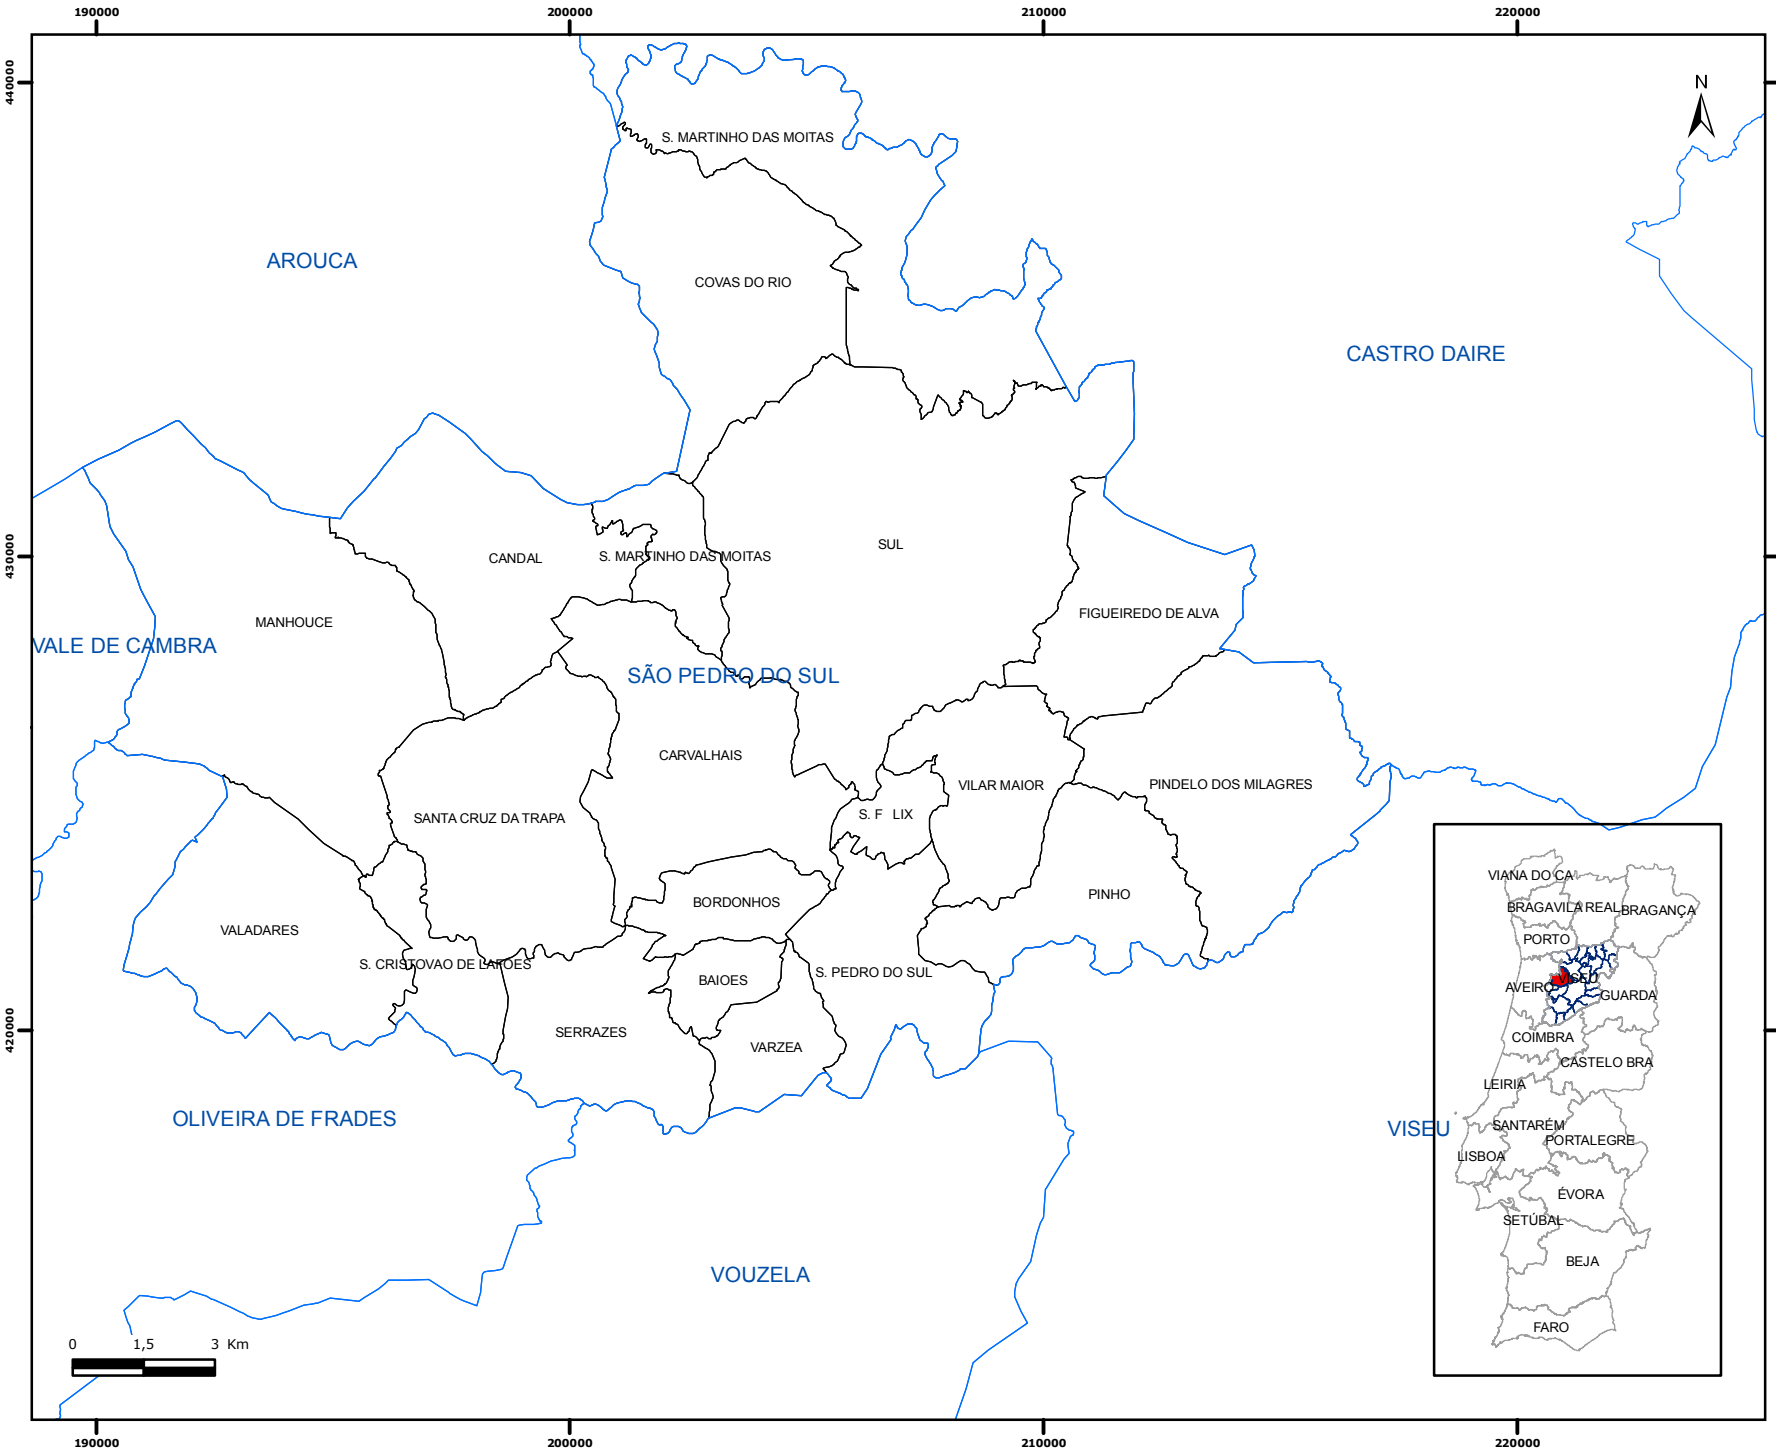 190000
200000
210000
220000
440000
N
S. MARTINHO DAS MOITAS
AROUCA
COVAS DO RIO
CASTRO DAIRE
SUL
430000
CANDAL
S. MARTINHO DAS MOITAS
FIGUEIREDO DE ALVA
MANHOUCE
VALE DE CAMBRA
SÃO PEDRO DO SUL
CARVALHAIS
VILAR MAIOR
PINDELO DOS MILAGRES
SANTA CRUZ DA TRAPA
S. F LIX
PINHO
BORDONHOS
VALADARES
S. CRISTOVAO DE LAFOES
S. PEDRO DO SUL
BAIOES
420000
SERRAZES
VARZEA
OLIVEIRA DE FRADES
VISEU
VOUZELA
VIANA DO CA
BRAGA
VILA REAL
BRAGANÇA
PORTO
VISEU
AVEIRO
GUARDA
COIMBRA
CASTELO BRA
LEIRIA
SANTARÉM
PORTALEGRE
LISBOA
ÉVORA
SETÚBAL
BEJA
FARO
0 1,5 3 Km
190000
200000
210000
220000